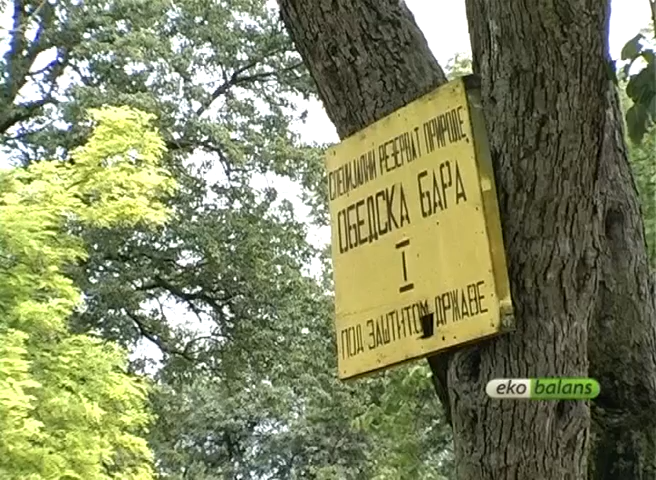 СПЕЦИЈАЛНИ РЕЗЕРВАТ ПРИРОДЕ
ОБЕДСКА БАРА
I
ПОД ЗАШТИТОМ ДРЖАВЕ
eko balans